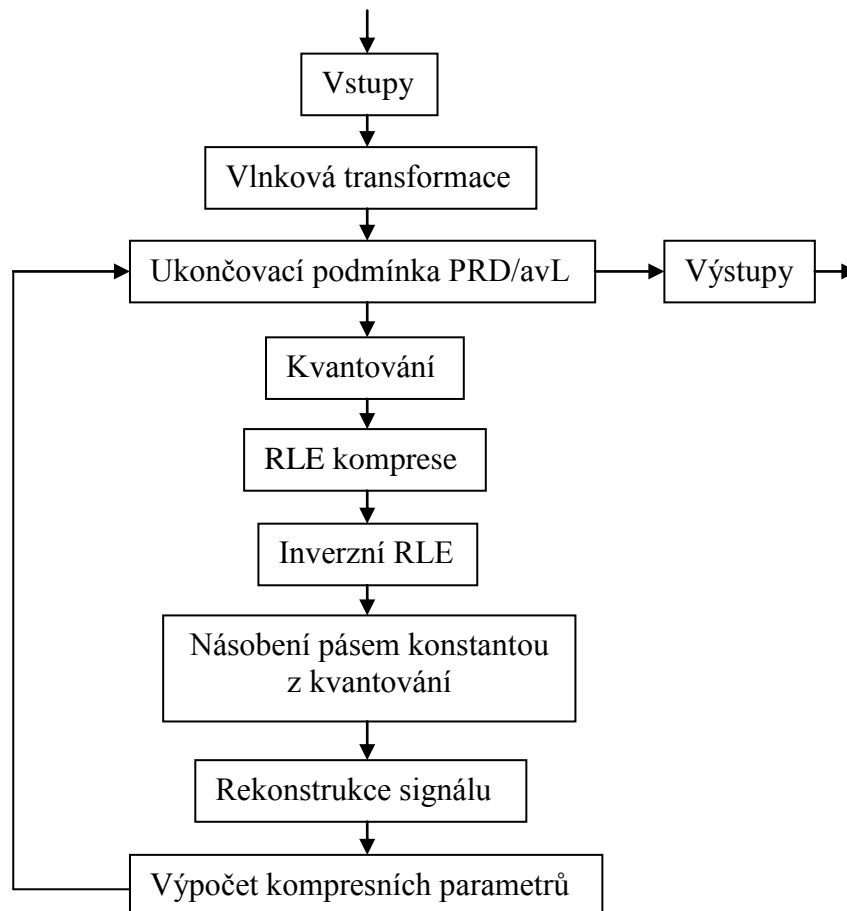 Vstupy
Vlnková transformace
Ukončovací podmínka PRD/avL
Výstupy
Kvantování
RLE komprese
Inverzní RLE
Násobení pásem konstantou
z kvantování
Rekonstrukce signálu
Výpočet kompresních parametrů